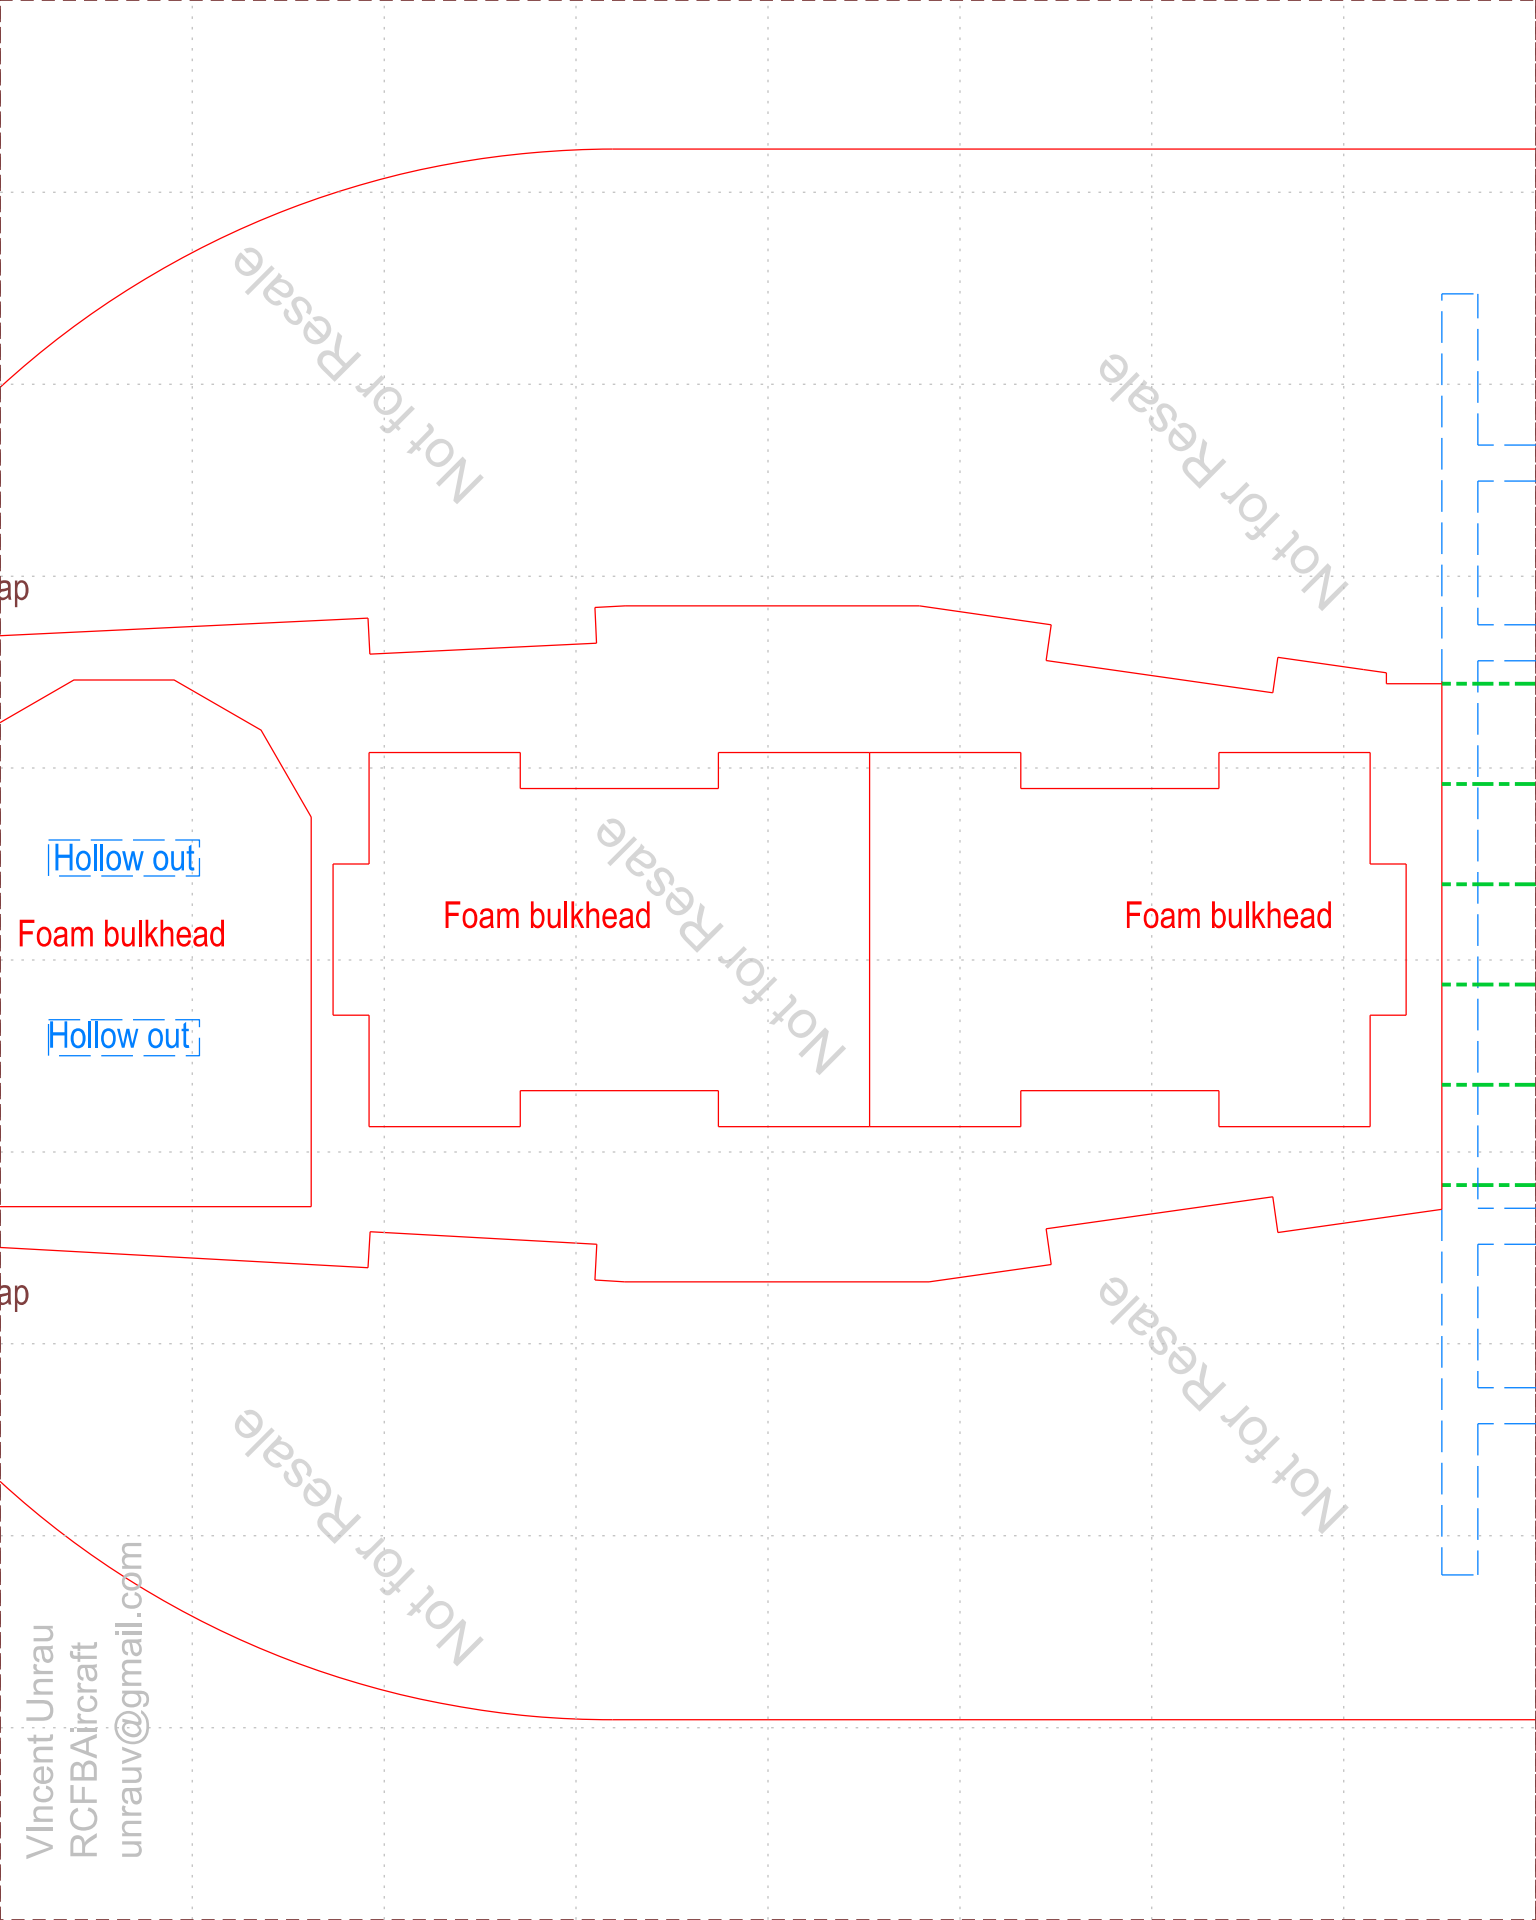 Not for Resale
Not for Resale
ap
Hollow out
Foam bulkhead
Hollow out
Foam bulkhead
Not for Resale
Foam bulkhead
ap
Not for Resale
Not for Resale
VIncent Unrau
RCFBAircraft
unrauv@gmail.com